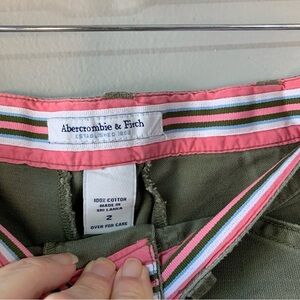 Abercrombie & Fitch
ESTABLISHED 1892
100% COTTON
MADE IN
SRI LANKA
2
OVER FOR CARE